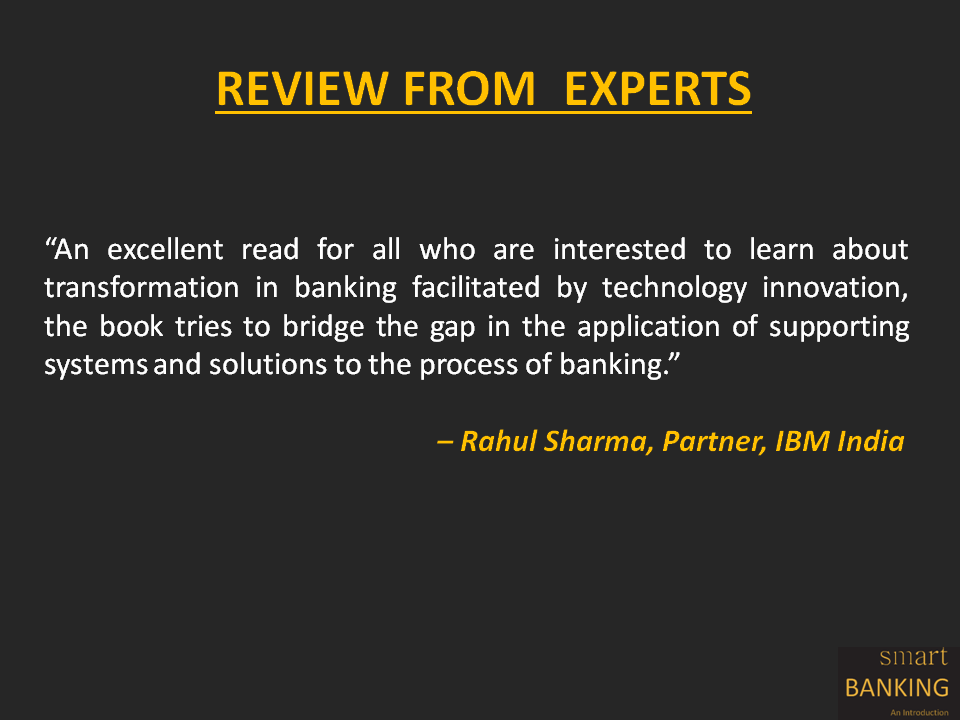 REVIEW FROM  EXPERTS
“An excellent read for all who are interested to learn about
transformation in banking facilitated by technology innovation,
the book tries to bridge the gap in the application of supporting
systems and solutions to the process of banking.”
– Rahul Sharma, Partner, IBM India
smart
BANKING
An Introduction